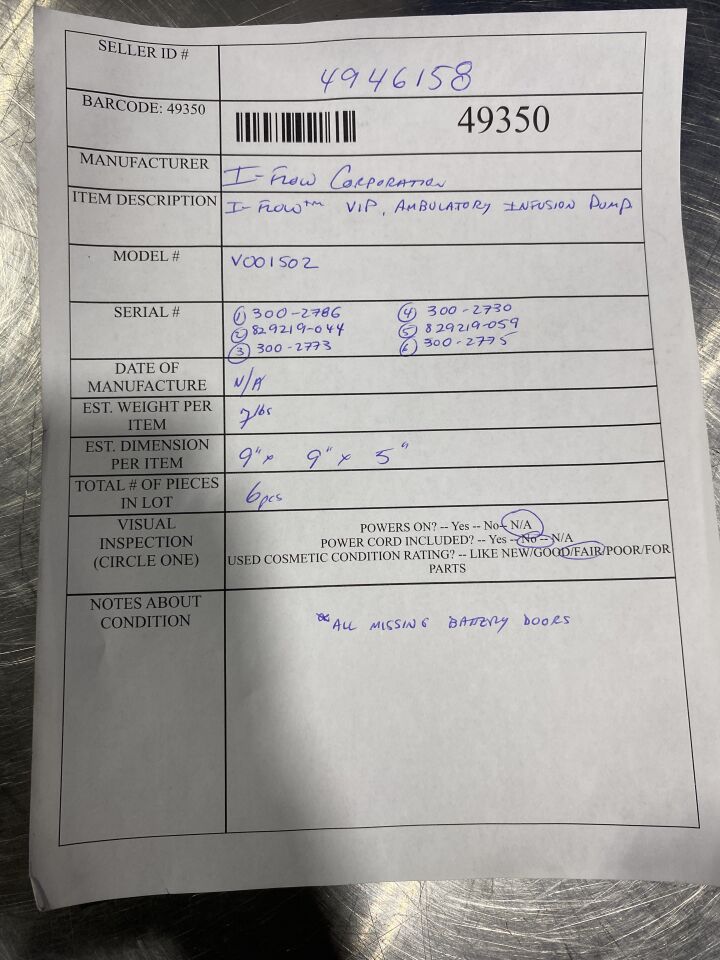 SELLER ID #
4946158
BARCODE: 49350
49350
MANUFACTURER
I-FLOW CORPORATION
ITEM DESCRIPTION
I-FLOW™ VIP, AMBULATORY INFUSION PUMP
MODEL #
V001502
SERIAL #
① 300-2786 ④ 300-2730
② 829219-044 ⑤ 829219-059
③ 300-2773 ⑥ 300-2775
DATE OF
MANUFACTURE
N/A
EST. WEIGHT PER
ITEM
7lbs
EST. DIMENSION
PER ITEM
9" x 9" x 5"
TOTAL # OF PIECES
IN LOT
6pcs
VISUAL
INSPECTION
(CIRCLE ONE)
POWERS ON? -- Yes -- No-- N/A
POWER CORD INCLUDED? -- Yes -- No -- N/A
USED COSMETIC CONDITION RATING? -- LIKE NEW/GOOD/FAIR/POOR/FOR
PARTS
NOTES ABOUT
CONDITION
*ALL MISSING BATTERY DOORS